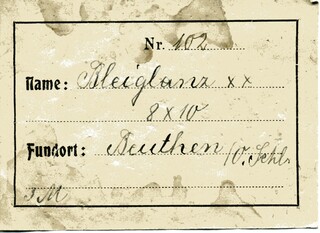 Nr. 102
Name: Bleiglanz xx
8 x 10
Fundort: Beuthen /O. Schl.
J M